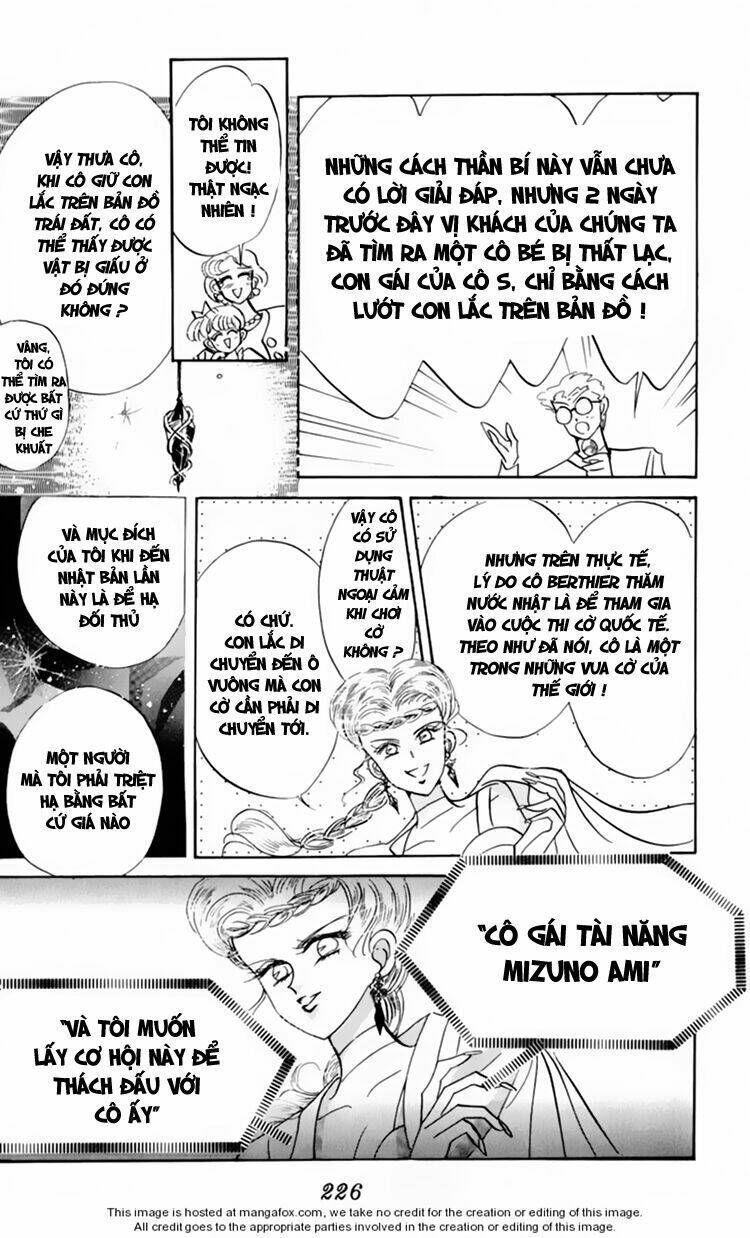 NHỮNG CÁCH THẦN BÍ NÀY VẪN CHƯA
CÓ LỜI GIẢI ĐÁP, NHƯNG 2 NGÀY
TRƯỚC ĐÂY VỊ KHÁCH CỦA CHÚNG TA
ĐÃ TÌM RA MỘT CÔ BÉ BỊ THẤT LẠC,
CON GÁI CỦA CÔ S, CHỈ BẰNG CÁCH
LƯỚT CON LẮC TRÊN BẢN ĐỒ !
TÔI KHÔNG
THỂ TIN
ĐƯỢC!
THẬT NGẠC
NHIÊN !
VẬY THƯA CÔ,
KHI CÔ GIỮ CON
LẮC TRÊN BẢN ĐỒ
TRÁI ĐẤT, CÔ CÓ
THỂ THẤY ĐƯỢC
VẬT BỊ GIẤU Ở
ĐÓ ĐÚNG
KHÔNG ?
VÂNG,
TÔI CÓ
THỂ TÌM RA
ĐƯỢC BẤT
CỨ THỨ GÌ
BỊ CHE
KHUẤT
NHƯNG TRÊN THỰC TẾ,
LÝ DO CÔ BERTHIER THĂM
NƯỚC NHẬT LÀ ĐỂ THAM GIA
VÀO CUỘC THI CỜ QUỐC TẾ.
THEO NHƯ ĐÃ NÓI, CÔ LÀ MỘT
TRONG NHỮNG VUA CỜ CỦA
THẾ GIỚI !
VẬY CÔ
CÓ SỬ
DỤNG
THUẬT
NGOẠI CẢM
KHI CHƠI
CỜ
KHÔNG ?
CÓ CHỨ.
CON LẮC DI
CHUYỂN ĐẾN Ô
VUÔNG MÀ CON
CỜ CẦN PHẢI DI
CHUYỂN TỚI.
VÀ MỤC ĐÍCH
CỦA TÔI KHI ĐẾN
NHẬT BẢN LẦN
NÀY LÀ ĐỂ HẠ
ĐỐI THỦ
MỘT NGƯỜI
MÀ TÔI PHẢI TRIỆT
HẠ BẰNG BẤT
CỨ GIÁ NÀO
"CÔ GÁI TÀI NĂNG
MIZUNO AMI"
"VÀ TÔI MUỐN
LẤY CƠ HỘI NÀY ĐỂ
THÁCH ĐẤU VỚI
CÔ ẤY"
226
This image is hosted at mangafox.com, we take no credit for the creation or editing of this image.
All credit goes to the appropriate parties involved in the creation or editing of this image.